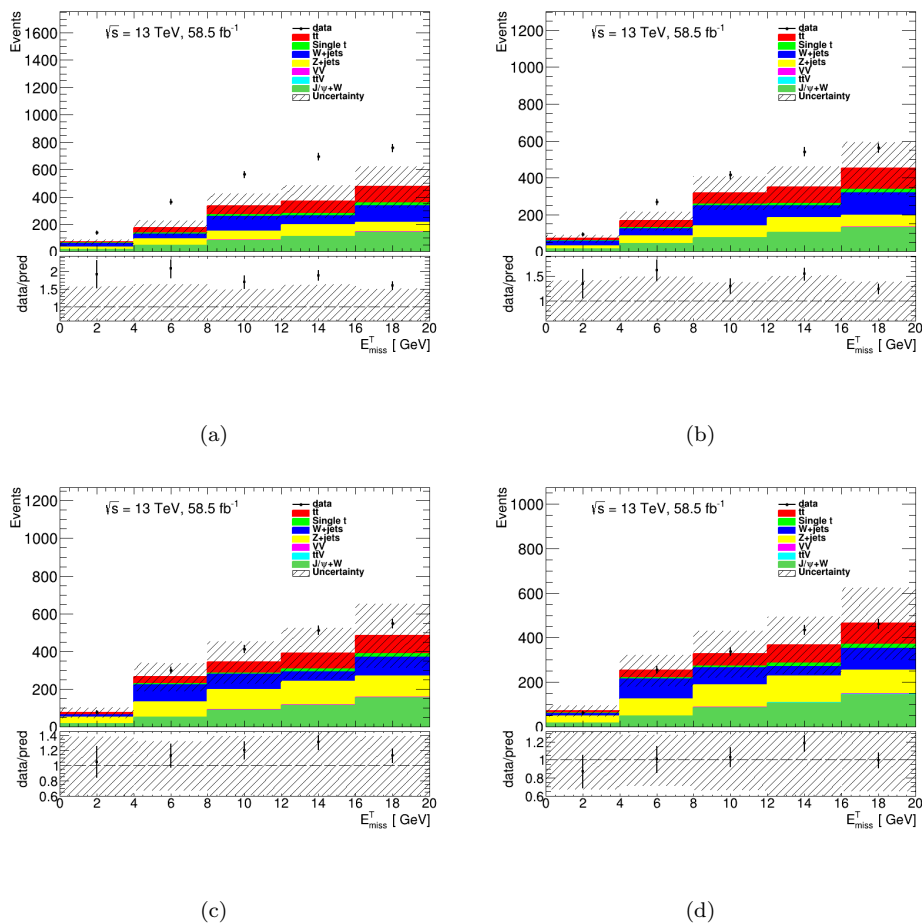 Events
1600
1400
1200
1000
800
600
400
200
0
√s = 13 TeV, 58.5 fb⁻¹
data
tt
Single t
W+jets
Z+jets
VV
ttV
J/ψ+W
Uncertainty
data/pred
2
1.5
1
0 2 4 6 8 10 12 14 16 18 20
E^T_miss [ GeV]
(a)
Events
1200
1000
800
600
400
200
0
√s = 13 TeV, 58.5 fb⁻¹
data
tt
Single t
W+jets
Z+jets
VV
ttV
J/ψ+W
Uncertainty
data/pred
1.5
1
0 2 4 6 8 10 12 14 16 18 20
E^T_miss [ GeV]
(b)
Events
1200
1000
800
600
400
200
0
√s = 13 TeV, 58.5 fb⁻¹
data
tt
Single t
W+jets
Z+jets
VV
ttV
J/ψ+W
Uncertainty
data/pred
1.4
1.2
1.0
0.8
0.6
0 2 4 6 8 10 12 14 16 18 20
E^T_miss [ GeV]
(c)
Events
1000
800
600
400
200
0
√s = 13 TeV, 58.5 fb⁻¹
data
tt
Single t
W+jets
Z+jets
VV
ttV
J/ψ+W
Uncertainty
data/pred
1.2
1.0
0.8
0.6
0 2 4 6 8 10 12 14 16 18 20
E^T_miss [ GeV]
(d)